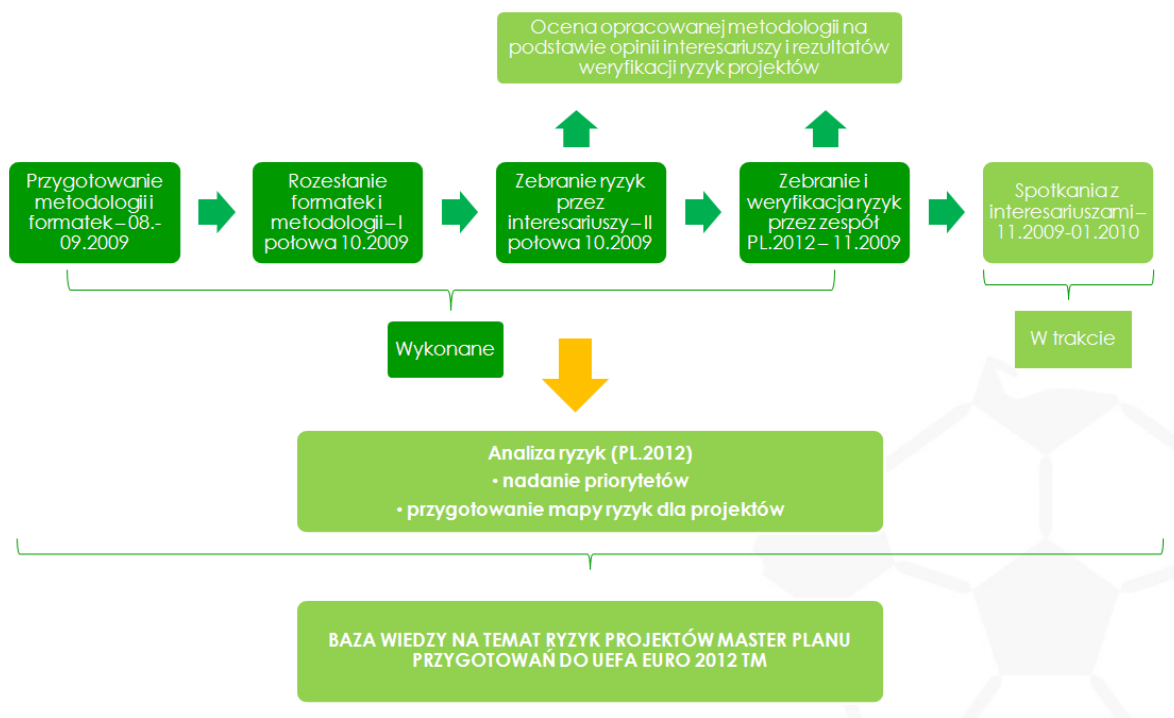 Ocena opracowanej metodologii na
podstawie opinii interesariuszy i rezultatów
weryfikacji ryzyk projektów
Przygotowanie
metodologii i
formatek – 08.-
09.2009
Rozesłanie
formatek i
metodologii – I
połowa 10.2009
Zebranie ryzyk
przez
interesariuszy – II
połowa 10.2009
Zebranie i
weryfikacja ryzyk
przez zespół
PL.2012 – 11.2009
Spotkania z
interesariuszami –
11.2009-01.2010
Wykonane
W trakcie
Analiza ryzyk (PL.2012)
• nadanie priorytetów
• przygotowanie mapy ryzyk dla projektów
BAZA WIEDZY NA TEMAT RYZYK PROJEKTÓW MASTER PLANU
PRZYGOTOWAŃ DO UEFA EURO 2012 TM